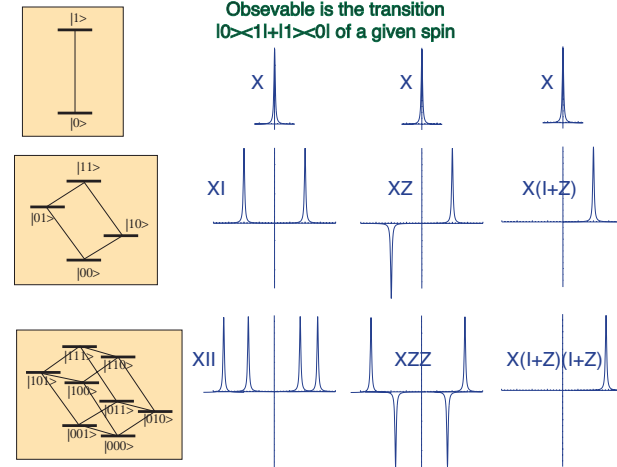 Obsevable is the transition
|0><1|+|1><0| of a given spin
|1>
|0>
X
X
X
|11>
|01>
|10>
|00>
XI
XZ
X(I+Z)
|111>
|110>
|101>
|100>
|011>
|010>
|001>
|000>
XII
XZZ
X(I+Z)(I+Z)